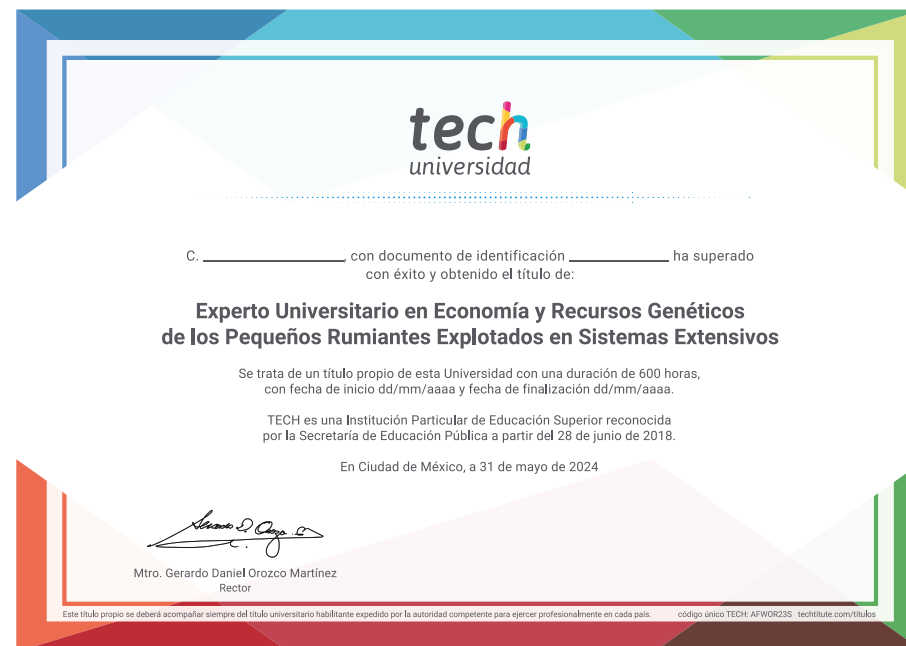 tech
universidad
C. ____________________, con documento de identificación ______________ ha superado
con éxito y obtenido el título de:
Experto Universitario en Economía y Recursos Genéticos
de los Pequeños Rumiantes Explotados en Sistemas Extensivos
Se trata de un título propio de esta Universidad con una duración de 600 horas,
con fecha de inicio dd/mm/aaaa y fecha de finalización dd/mm/aaaa.
TECH es una Institución Particular de Educación Superior reconocida
por la Secretaría de Educación Pública a partir del 28 de junio de 2018.
En Ciudad de México, a 31 de mayo de 2024
Mtro. Gerardo Daniel Orozco Martínez
Rector
Este título propio se deberá acompañar siempre del título universitario habilitante expedido por la autoridad competente para ejercer profesionalmente en cada país. código único TECH: AFWOR23S techtitute.com/titulos